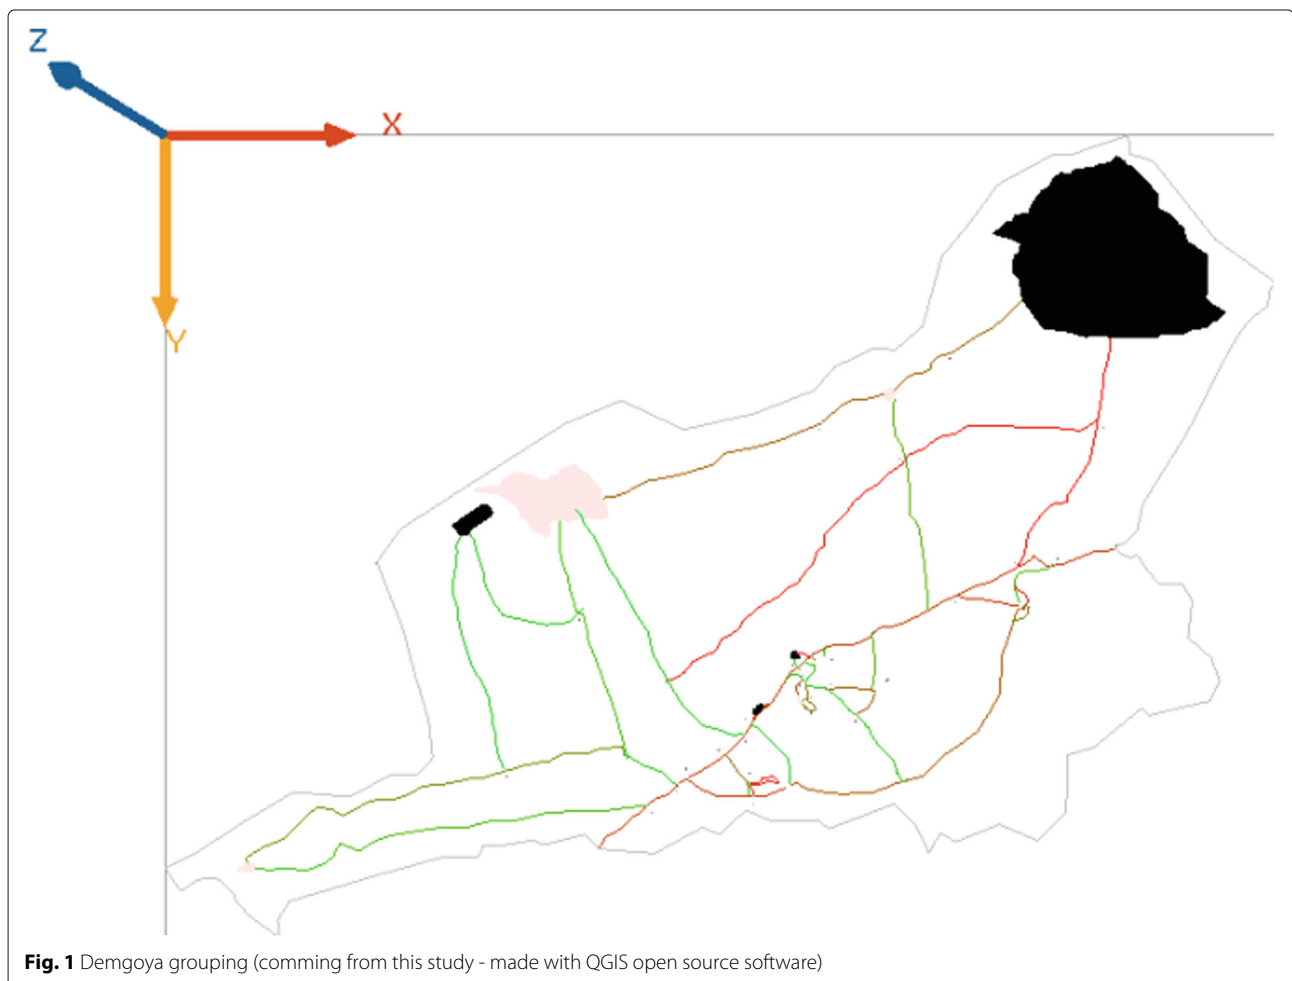 Z
X
Y
Fig. 1 Demgoya grouping (comming from this study - made with QGIS open source software)